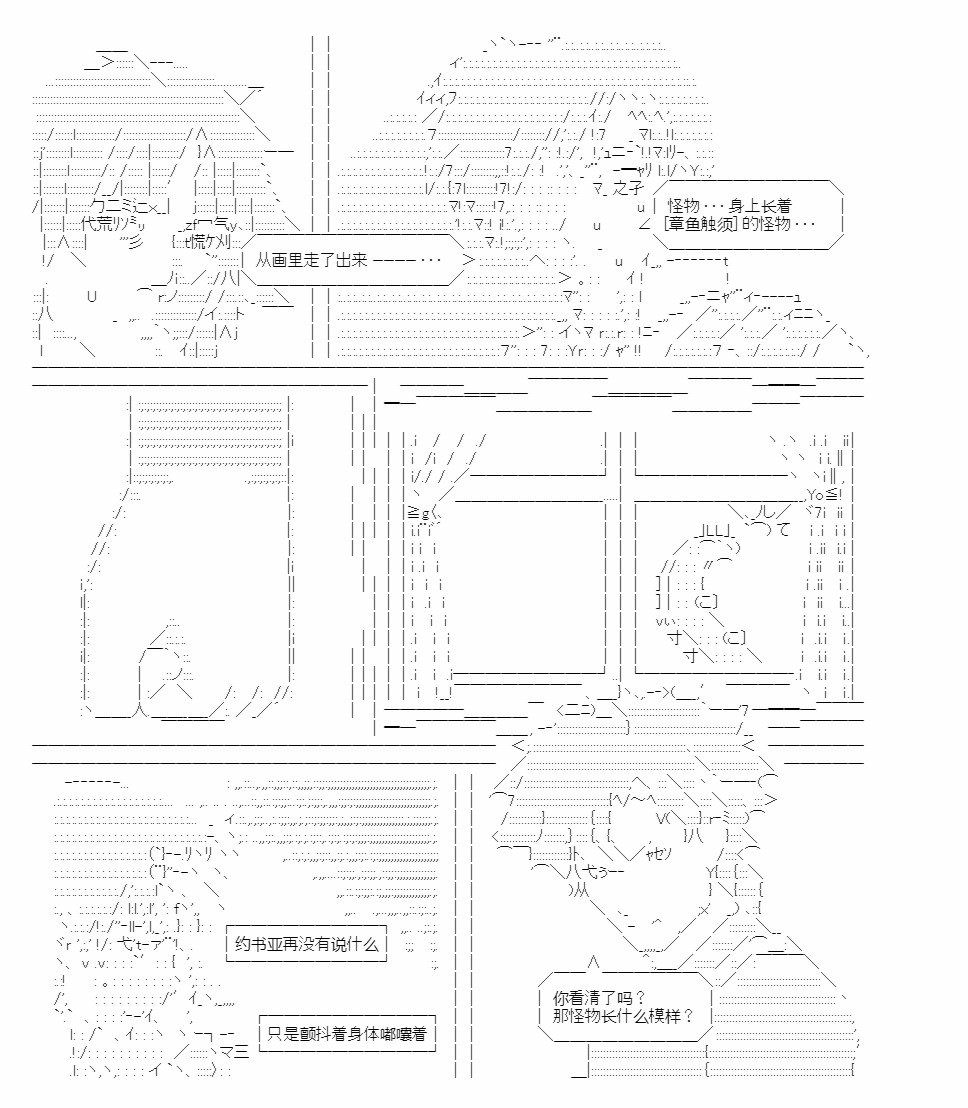 怪物・・・身上长着
[章鱼触须]的怪物・・・
从画里走了出来 －－－－・・・
约书亚再没有说什么
只是颤抖着身体嘟囔着
你看清了吗？
那怪物长什么模样？